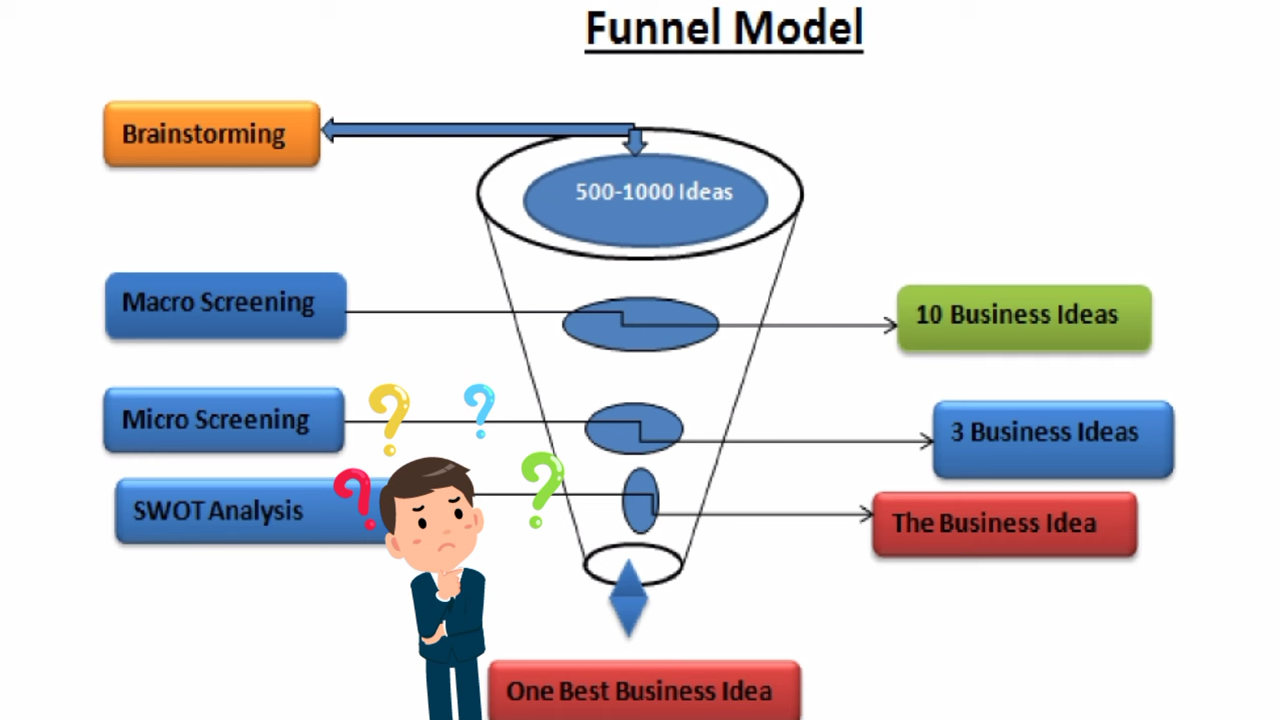 Funnel Model
Brainstorming
500-1000 Ideas
Macro Screening
10 Business Ideas
Micro Screening
3 Business Ideas
SWOT Analysis
The Business Idea
One Best Business Idea